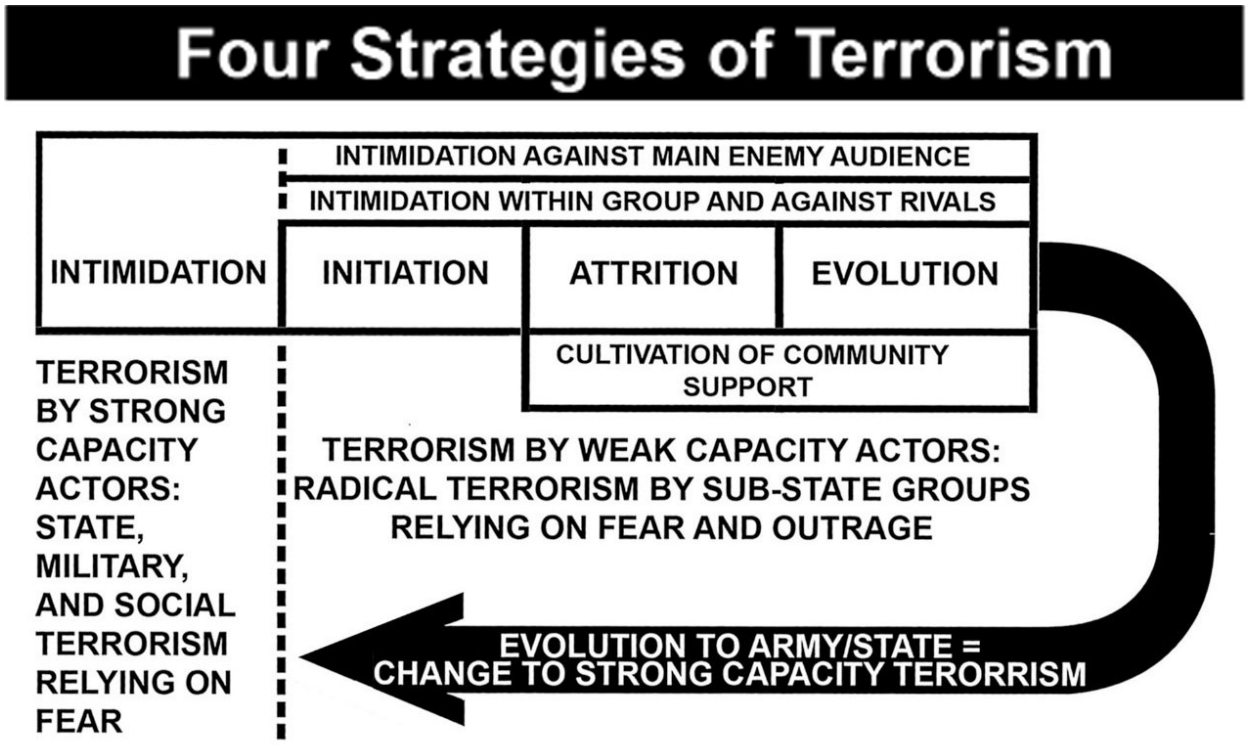 Four Strategies of Terrorism
INTIMIDATION AGAINST MAIN ENEMY AUDIENCE
INTIMIDATION WITHIN GROUP AND AGAINST RIVALS
INTIMIDATION
INITIATION
ATTRITION
EVOLUTION
CULTIVATION OF COMMUNITY
SUPPORT
TERRORISM
BY STRONG
CAPACITY
ACTORS:
STATE,
MILITARY,
AND SOCIAL
TERRORISM
RELYING ON
FEAR
TERRORISM BY WEAK CAPACITY ACTORS:
RADICAL TERRORISM BY SUB-STATE GROUPS
RELYING ON FEAR AND OUTRAGE
EVOLUTION TO ARMY/STATE =
CHANGE TO STRONG CAPACITY TERORRISM